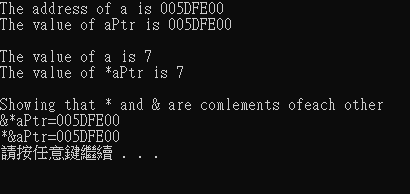 The address of a is 005DFE00
The value of aPtr is 005DFE00
The value of a is 7
The value of *aPtr is 7
Showing that * and & are comlements ofeach other
&*aPtr=005DFE00
*&aPtr=005DFE00
請按任意鍵繼續 . . .